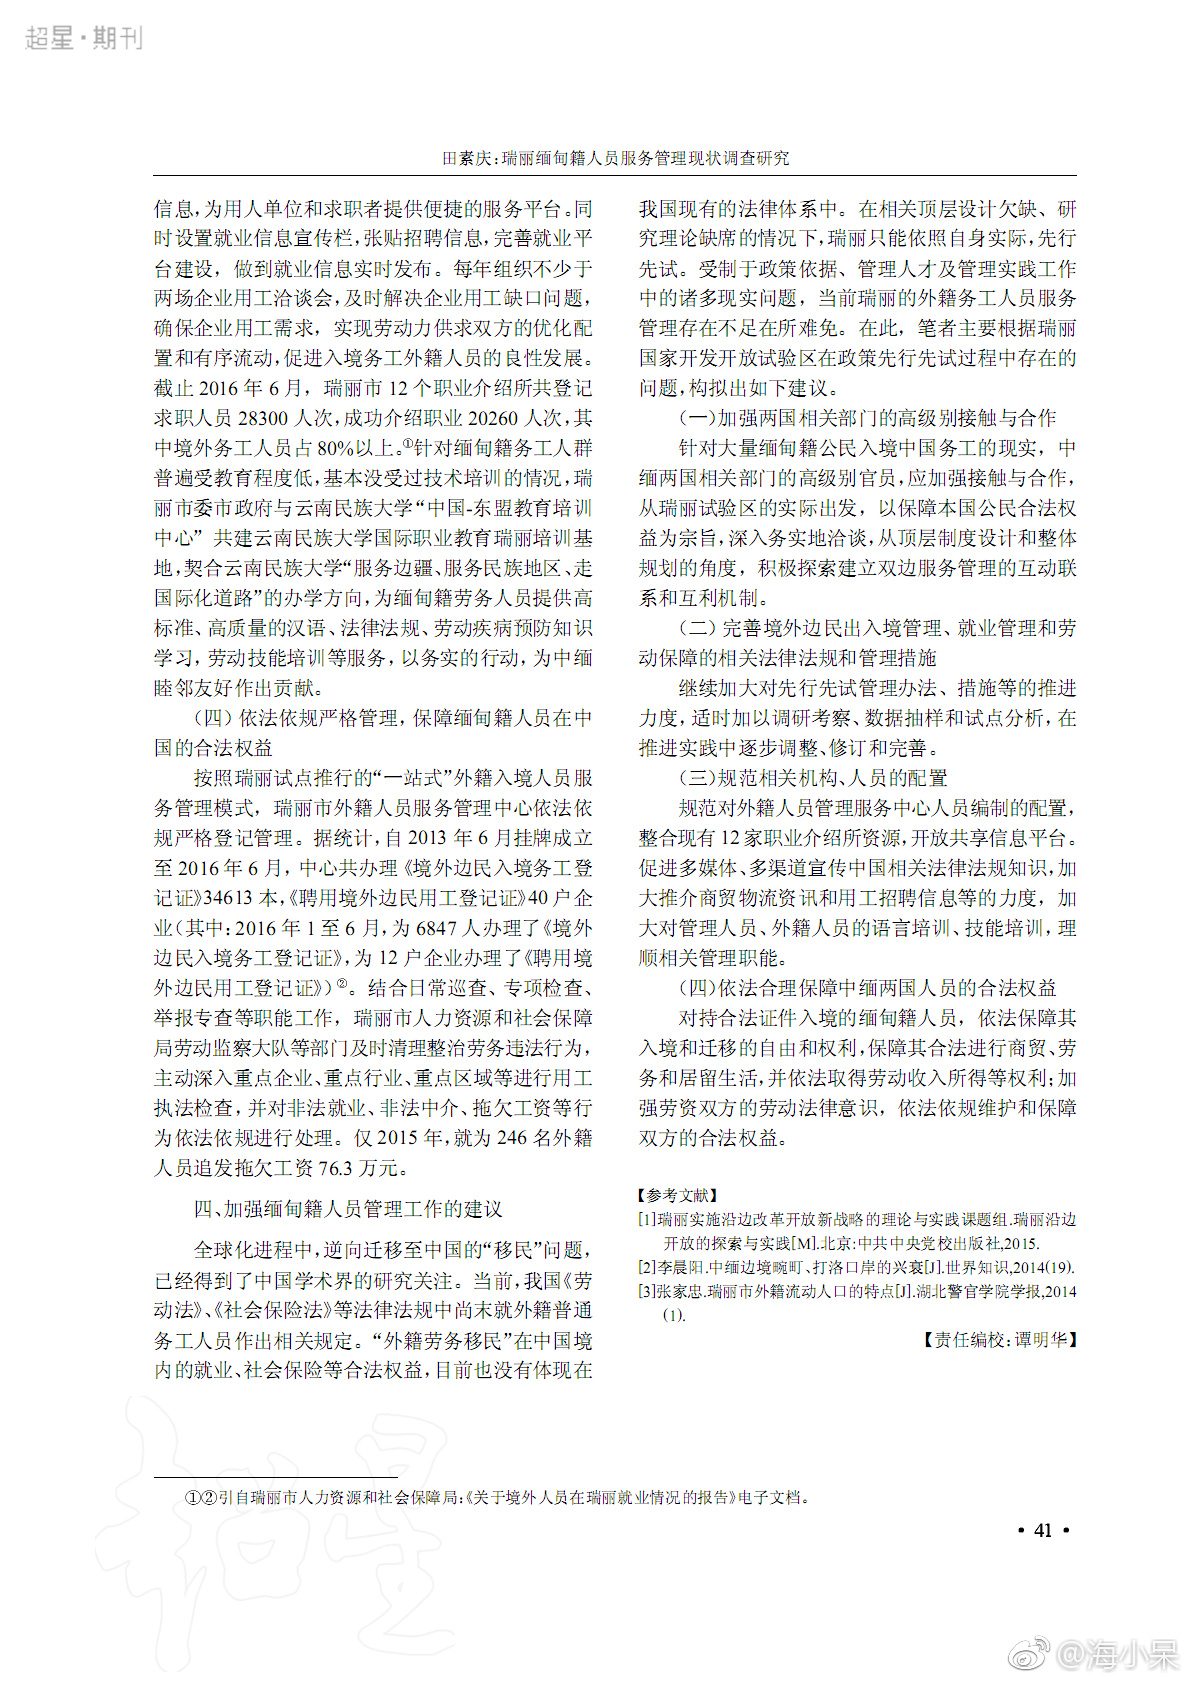 超星·期刊
田素庆:瑞丽缅甸籍人员服务管理现状调查研究
信息,为用人单位和求职者提供便捷的服务平台。同
时设置就业信息宣传栏,张贴招聘信息,完善就业平
台建设，做到就业信息实时发布。每年组织不少于
两场企业用工洽谈会,及时解决企业用工缺口问题,
确保企业用工需求，实现劳动力供求双方的优化配
置和有序流动,促进入境务工外籍人员的良性发展。
截止 2016 年 6 月，瑞丽市 12 个职业介绍所共登记
求职人员 28300 人次,成功介绍职业 20260 人次,其
中境外务工人员占 80%以上。①针对缅甸籍务工人群
普遍受教育程度低,基本没受过技术培训的情况,瑞
丽市委市政府与云南民族大学“中国-东盟教育培训
中心” 共建云南民族大学国际职业教育瑞丽培训基
地,契合云南民族大学“服务边疆、服务民族地区、走
国际化道路”的办学方向,为缅甸籍劳务人员提供高
标准、高质量的汉语、法律法规、劳动疾病预防知识
学习,劳动技能培训等服务,以务实的行动,为中缅
睦邻友好作出贡献。
（四）依法依规严格管理,保障缅甸籍人员在中
国的合法权益
按照瑞丽试点推行的“一站式”外籍入境人员服
务管理模式，瑞丽市外籍人员服务管理中心依法依
规严格登记管理。据统计,自 2013 年 6 月挂牌成立
至 2016 年 6 月，中心共办理《境外边民入境务工登
记证》34613 本,《聘用境外边民用工登记证》40 户企
业(其中:2016 年 1 至 6 月,为 6847 人办理了《境外
边民入境务工登记证》,为 12 户企业办理了《聘用境
外边民用工登记证》)②。结合日常巡查、专项检查、
举报专查等职能工作，瑞丽市人力资源和社会保障
局劳动监察大队等部门及时清理整治劳务违法行为,
主动深入重点企业、重点行业、重点区域等进行用工
执法检查,并对非法就业、非法中介、拖欠工资等行
为依法依规进行处理。仅 2015 年,就为 246 名外籍
人员追发拖欠工资 76.3 万元。
四、加强缅甸籍人员管理工作的建议
全球化进程中,逆向迁移至中国的“移民”问题,
已经得到了中国学术界的研究关注。当前,我国《劳
动法》、《社会保险法》等法律法规中尚末就外籍普通
务工人员作出相关规定。“外籍劳务移民”在中国境
内的就业、社会保险等合法权益,目前也没有体现在
我国现有的法律体系中。在相关顶层设计欠缺、研
究理论缺席的情况下,瑞丽只能依照自身实际,先行
先试。受制于政策依据、管理人才及管理实践工作
中的诸多现实问题，当前瑞丽的外籍务工人员服务
管理存在不足在所难免。在此，笔者主要根据瑞丽
国家开发开放试验区在政策先行先试过程中存在的
问题,构拟出如下建议。
(一)加强两国相关部门的高级别接触与合作
针对大量缅甸籍公民入境中国务工的现实，中
缅两国相关部门的高级别官员,应加强接触与合作,
从瑞丽试验区的实际出发，以保障本国公民合法权
益为宗旨,深入务实地洽谈,从顶层制度设计和整体
规划的角度，积极探索建立双边服务管理的互动联
系和互利机制。
(二) 完善境外边民出入境管理、就业管理和劳
动保障的相关法律法规和管理措施
继续加大对先行先试管理办法、措施等的推进
力度,适时加以调研考察、数据抽样和试点分析,在
推进实践中逐步调整、修订和完善。
(三)规范相关机构、人员的配置
规范对外籍人员管理服务中心人员编制的配置,
整合现有 12 家职业介绍所资源,开放共享信息平台。
促进多媒体、多渠道宣传中国相关法律法规知识,加
大推介商贸物流资讯和用工招聘信息等的力度，加
大对管理人员、外籍人员的语言培训、技能培训,理
顺相关管理职能。
(四)依法合理保障中缅两国人员的合法权益
对持合法证件入境的缅甸籍人员，依法保障其
入境和迁移的自由和权利,保障其合法进行商贸、劳
务和居留生活,并依法取得劳动收入所得等权利;加
强劳资双方的劳动法律意识，依法依规维护和保障
双方的合法权益。
【参考文献】
[1]瑞丽实施沿边改革开放新战略的理论与实践课题组.瑞丽沿边
开放的探索与实践[M].北京:中共中央党校出版社,2015.
[2]李晨阳.中缅边境畹町、打洛口岸的兴衰[J].世界知识,2014(19).
[3]张家忠.瑞丽市外籍流动人口的特点[J].湖北警官学院学报,2014
(1).
【责任编校:谭明华】
①②引自瑞丽市人力资源和社会保障局:《关于境外人员在瑞丽就业情况的报告》电子文档。
• 41 •
超星
@海小呆